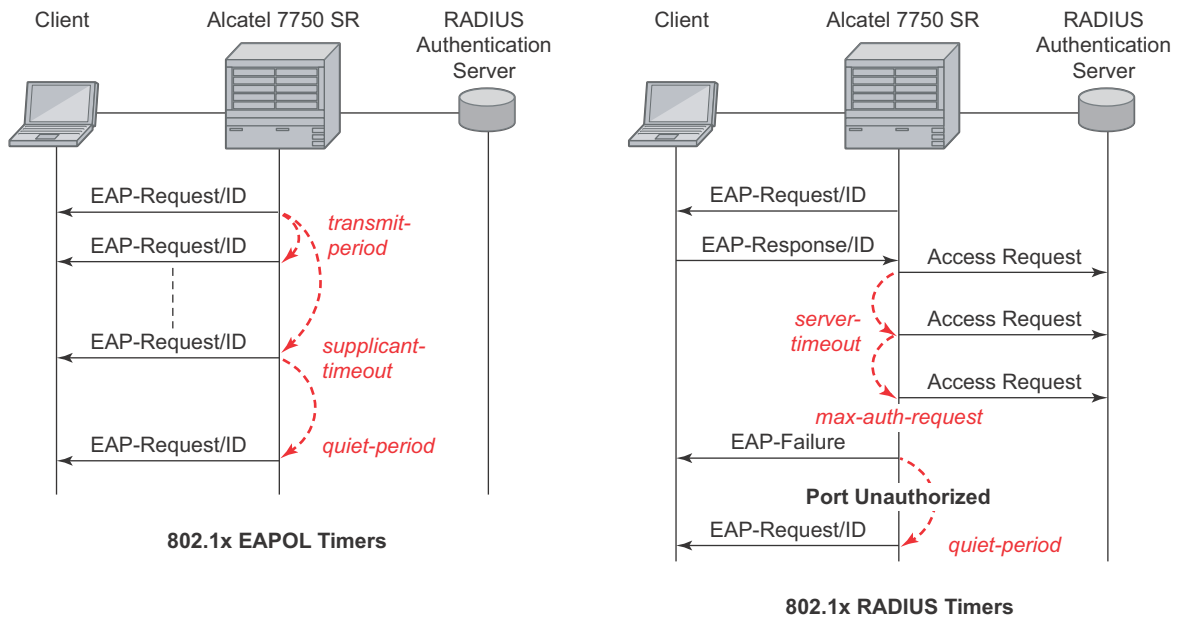 Client
Alcatel 7750 SR
RADIUS
Authentication
Server
EAP-Request/ID
transmit-
period
EAP-Request/ID
EAP-Request/ID
supplicant-
timeout
EAP-Request/ID
quiet-period
802.1x EAPOL Timers
Client
Alcatel 7750 SR
RADIUS
Authentication
Server
EAP-Request/ID
EAP-Response/ID
Access Request
server-
timeout
Access Request
Access Request
max-auth-request
EAP-Failure
Port Unauthorized
EAP-Request/ID
quiet-period
802.1x RADIUS Timers